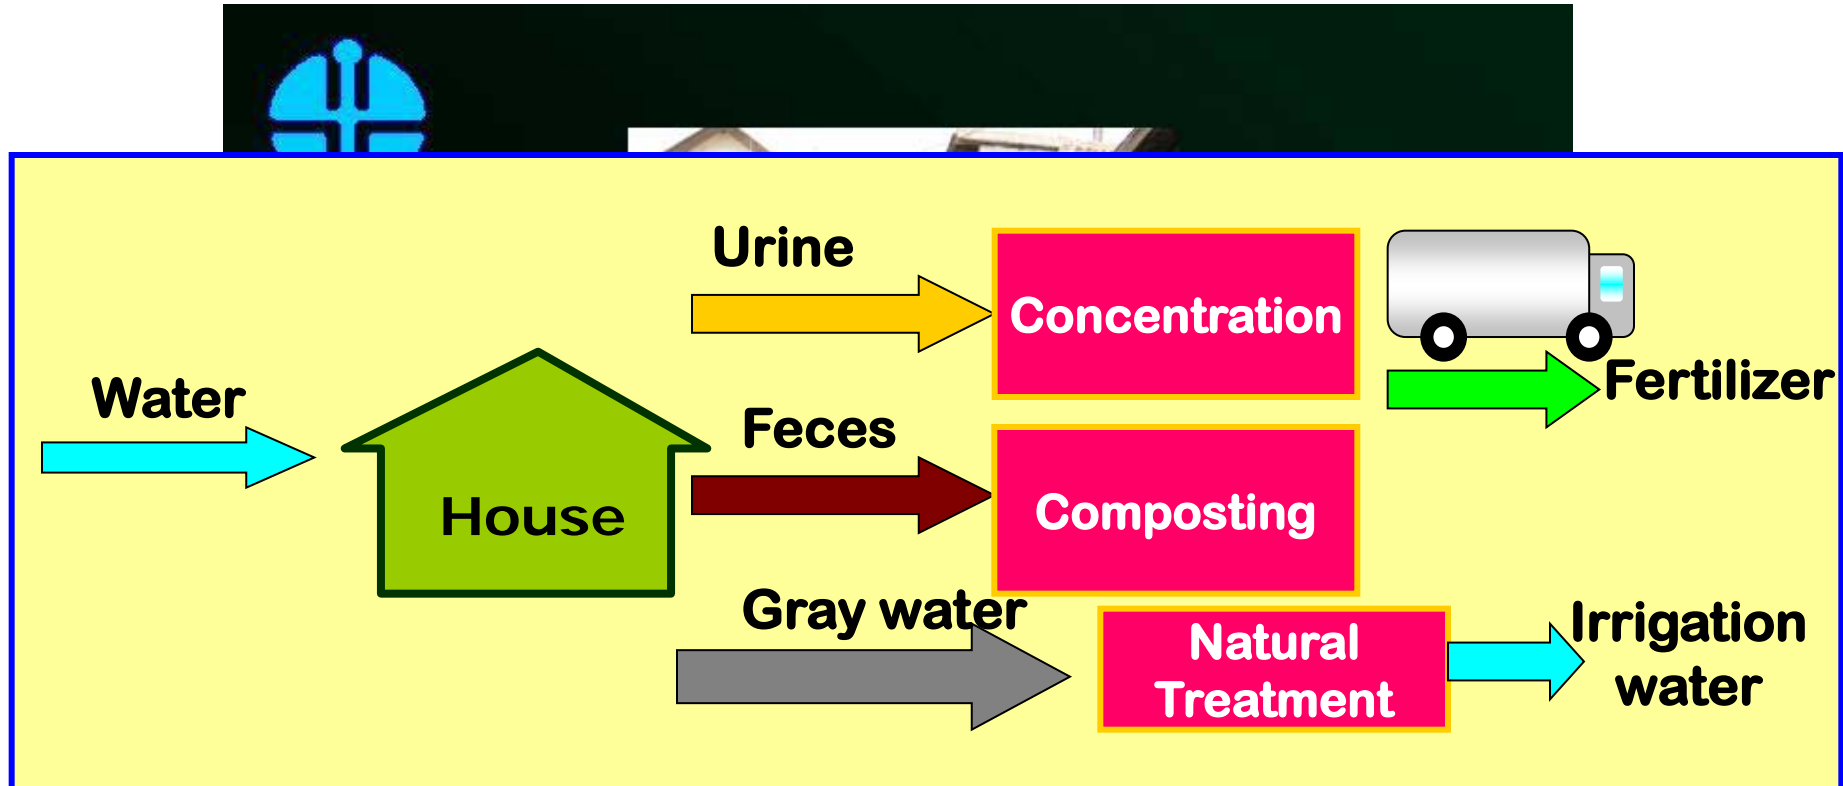 Urine
Concentration
Water
Fertilizer
Feces
House
Composting
Gray water
Natural
Treatment
Irrigation
water